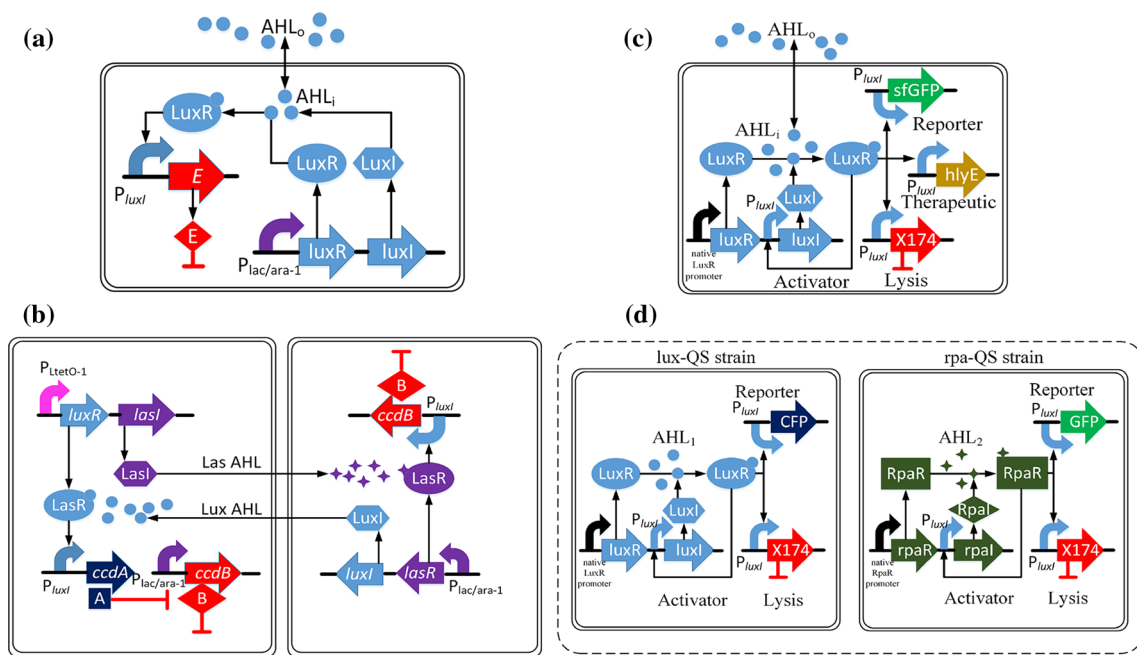 (a)
AHLo
AHLi
LuxR
LuxR
LuxI
PluxI
E
E
Plac/ara-1
luxR
luxI
(b)
PLtetO-1
luxR
lasI
LasI
Las AHL
LasR
Lux AHL
PluxI
ccdA
A
Plac/ara-1
ccdB
B
B
ccdB
PluxI
LasR
LuxI
luxI
lasR
Plac/ara-1
(c)
AHLo
PluxI
sfGFP
Reporter
AHLi
LuxR
LuxR
PluxI
hlyE
Therapeutic
LuxI
PluxI
luxR
luxI
native
LuxR
promoter
Activator
PluxI
X174
Lysis
(d)
lux-QS strain
Reporter
PluxI
CFP
AHL1
LuxR
LuxR
LuxI
PluxI
luxR
luxI
native
LuxR
promoter
Activator
PluxI
X174
Lysis
rpa-QS strain
Reporter
PluxI
GFP
AHL2
RpaR
RpaR
RpaI
PluxI
rpaR
rpaI
native
RpaR
promoter
Activator
PluxI
X174
Lysis